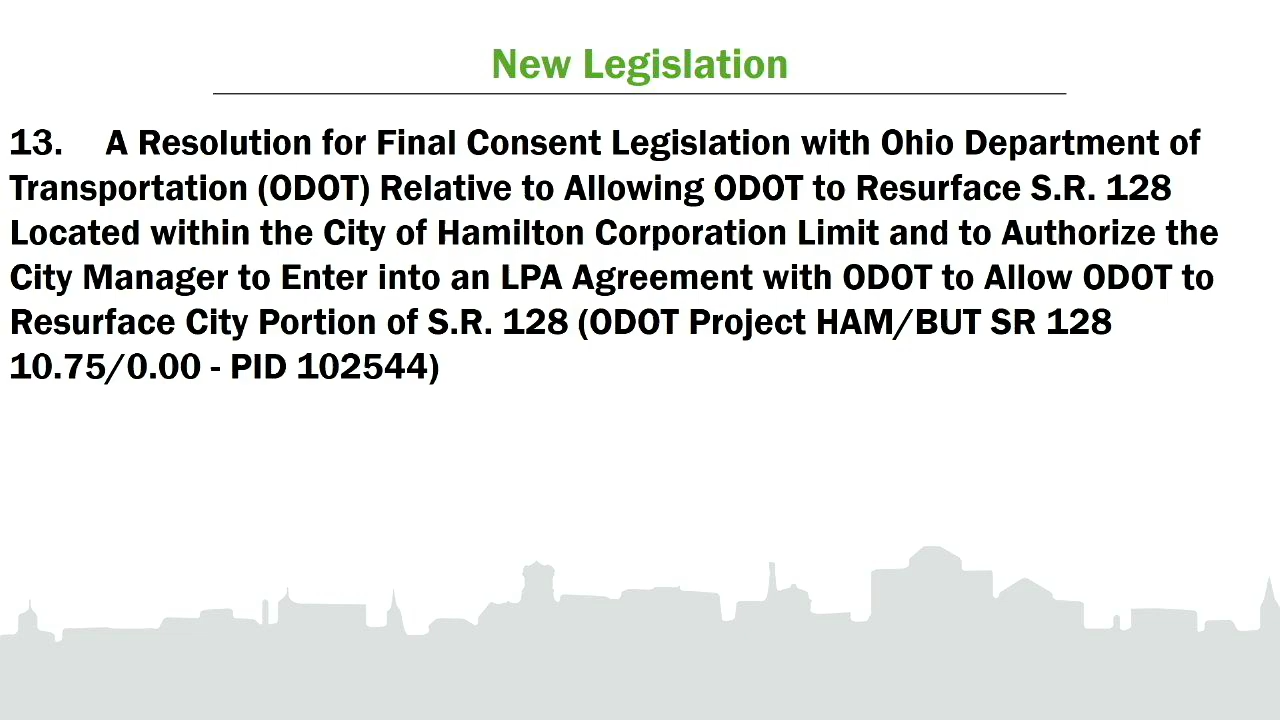 New Legislation
13. A Resolution for Final Consent Legislation with Ohio Department of
Transportation (ODOT) Relative to Allowing ODOT to Resurface S.R. 128
Located within the City of Hamilton Corporation Limit and to Authorize the
City Manager to Enter into an LPA Agreement with ODOT to Allow ODOT to
Resurface City Portion of S.R. 128 (ODOT Project HAM/BUT SR 128
10.75/0.00 - PID 102544)